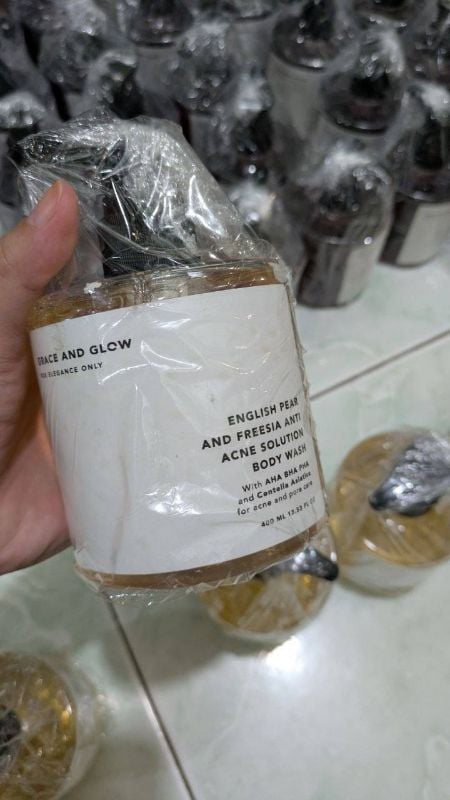 GRACE AND GLOW
FOR ELEGANCE ONLY
ENGLISH PEAR
AND FREESIA ANTI
ACNE SOLUTION
BODY WASH
With AHA BHA PHA
and Centella Asiatica
for acne and pore care
400 ML 13.53 FL OZ